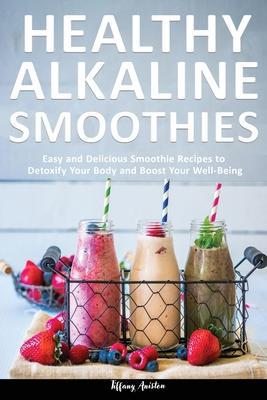 HEALTHY
ALKALINE
SMOOTHIES
Easy and Delicious Smoothie Recipes to
Detoxify Your Body and Boost Your Well-Being
Tiffany Aniston